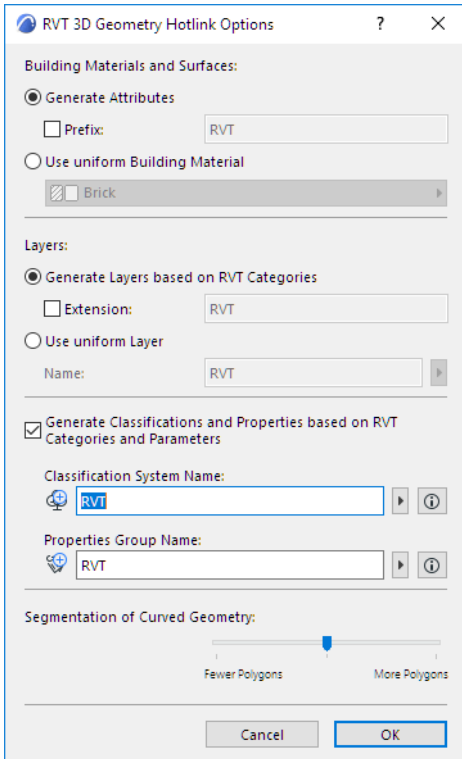 RVT 3D Geometry Hotlink Options
?
Building Materials and Surfaces:
Generate Attributes
Prefix: RVT
Use uniform Building Material
Brick
Layers:
Generate Layers based on RVT Categories
Extension: RVT
Use uniform Layer
Name: RVT
Generate Classifications and Properties based on RVT
Categories and Parameters
Classification System Name:
RVT
Properties Group Name:
RVT
Segmentation of Curved Geometry:
Fewer Polygons More Polygons
Cancel OK